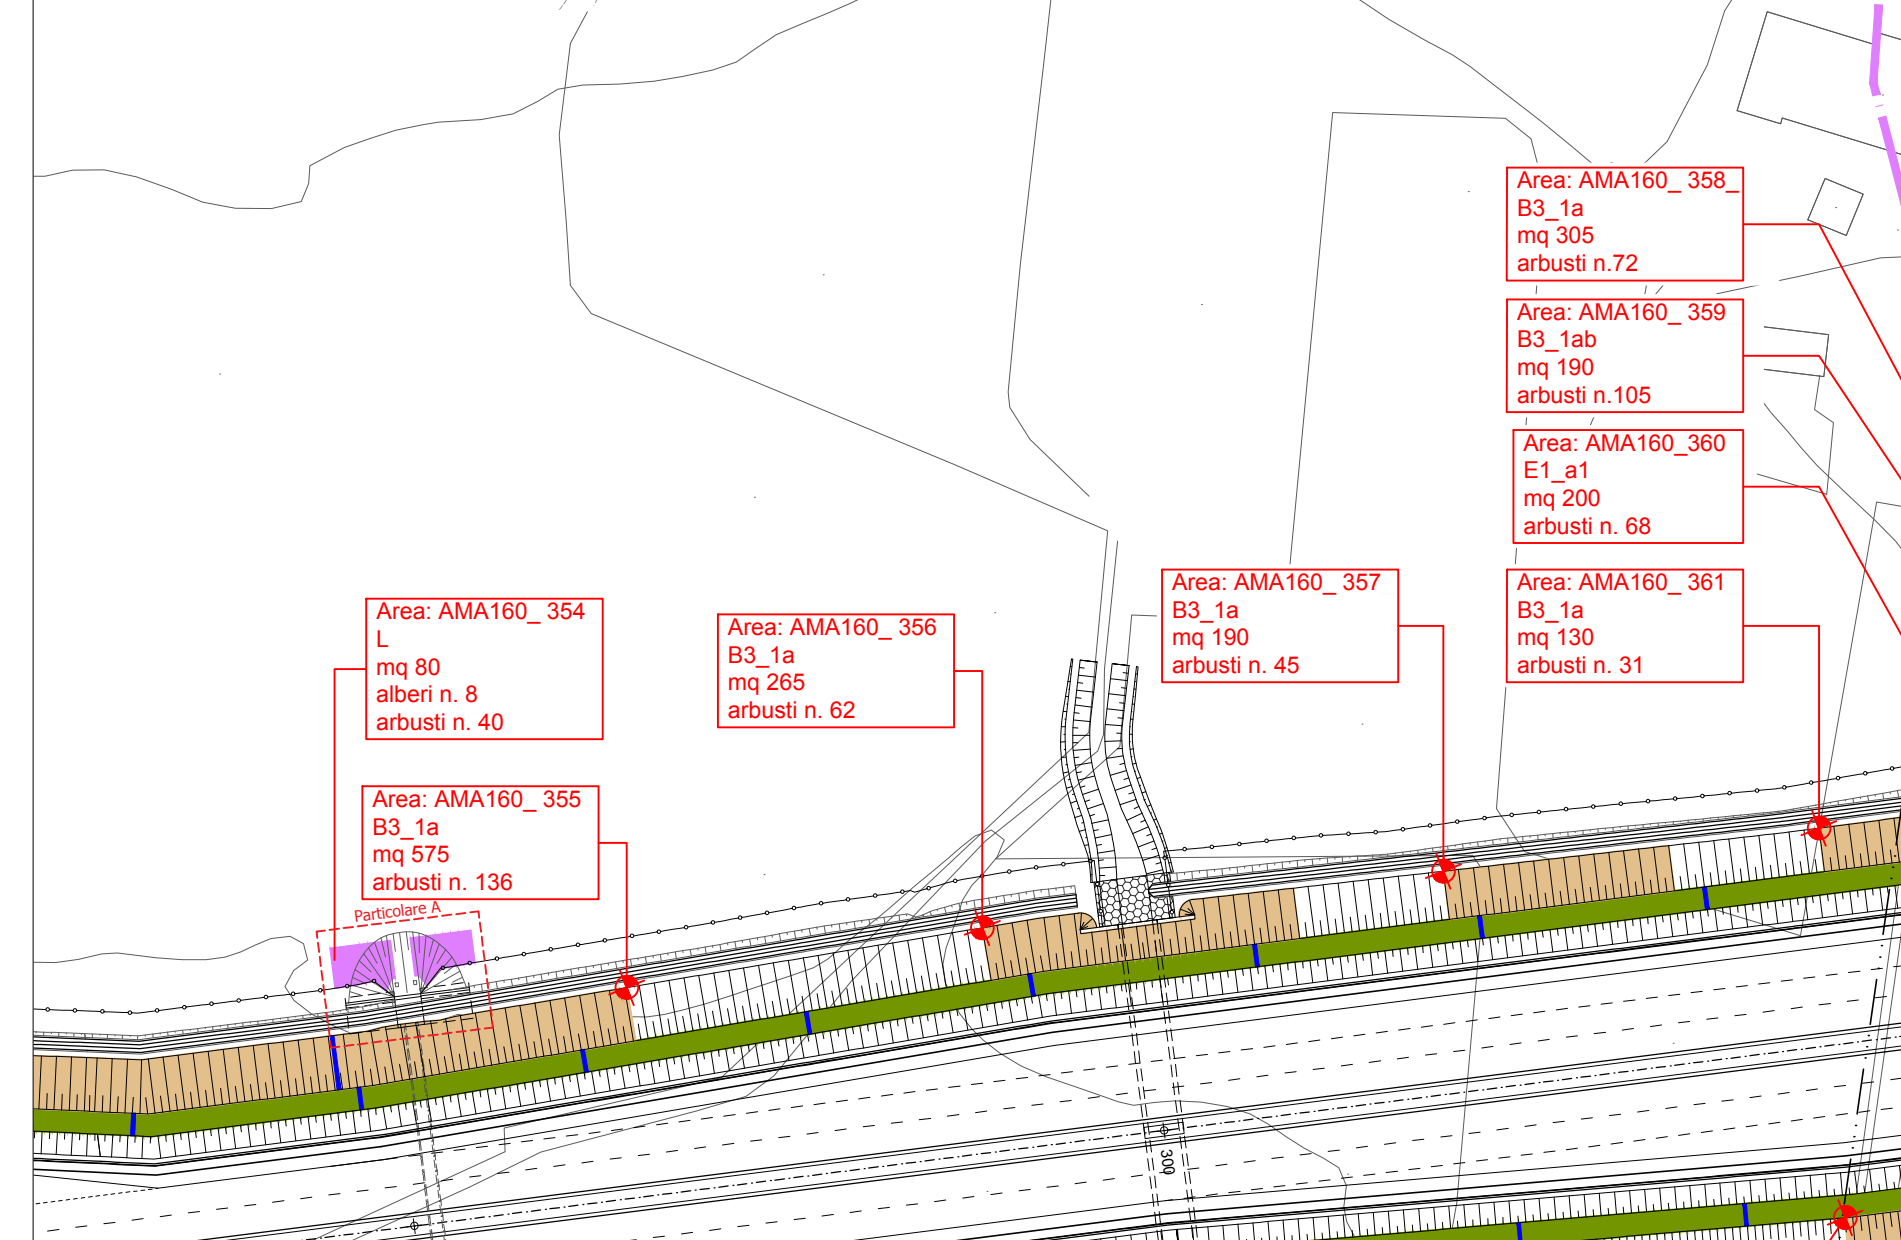 Area: AMA160_ 358_
B3_1a
mq 305
arbusti n.72
Area: AMA160_ 359
B3_1ab
mq 190
arbusti n.105
Area: AMA160_360
E1_a1
mq 200
arbusti n. 68
Area: AMA160_ 354
L
mq 80
alberi n. 8
arbusti n. 40
Area: AMA160_ 356
B3_1a
mq 265
arbusti n. 62
Area: AMA160_ 357
B3_1a
mq 190
arbusti n. 45
Area: AMA160_ 361
B3_1a
mq 130
arbusti n. 31
Area: AMA160_ 355
B3_1a
mq 575
arbusti n. 136
Particolare A
300